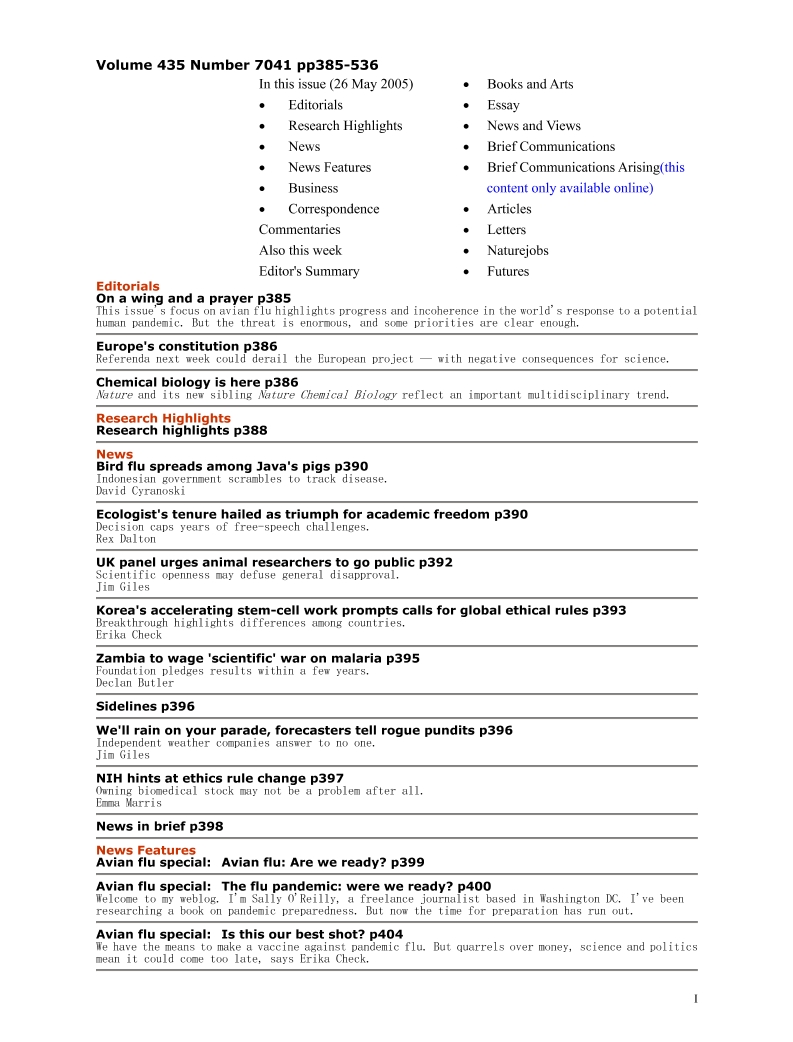 Volume 435 Number 7041 pp385-536
In this issue (26 May 2005)
• Editorials
• Research Highlights
• News
• News Features
• Business
• Correspondence
Commentaries
Also this week
Editor's Summary
• Books and Arts
• Essay
• News and Views
• Brief Communications
• Brief Communications Arising(this
content only available online)
• Articles
• Letters
• Naturejobs
• Futures
Editorials
On a wing and a prayer p385
This issue's focus on avian flu highlights progress and incoherence in the world's response to a potential
human pandemic. But the threat is enormous, and some priorities are clear enough.
Europe's constitution p386
Referenda next week could derail the European project — with negative consequences for science.
Chemical biology is here p386
Nature and its new sibling Nature Chemical Biology reflect an important multidisciplinary trend.
Research Highlights
Research highlights p388
News
Bird flu spreads among Java's pigs p390
Indonesian government scrambles to track disease.
David Cyranoski
Ecologist's tenure hailed as triumph for academic freedom p390
Decision caps years of free-speech challenges.
Rex Dalton
UK panel urges animal researchers to go public p392
Scientific openness may defuse general disapproval.
Jim Giles
Korea's accelerating stem-cell work prompts calls for global ethical rules p393
Breakthrough highlights differences among countries.
Erika Check
Zambia to wage 'scientific' war on malaria p395
Foundation pledges results within a few years.
Declan Butler
Sidelines p396
We'll rain on your parade, forecasters tell rogue pundits p396
Independent weather companies answer to no one.
Jim Giles
NIH hints at ethics rule change p397
Owning biomedical stock may not be a problem after all.
Emma Marris
News in brief p398
News Features
Avian flu special: Avian flu: Are we ready? p399
Avian flu special: The flu pandemic: were we ready? p400
Welcome to my weblog. I'm Sally O'Reilly, a freelance journalist based in Washington DC. I've been
researching a book on pandemic preparedness. But now the time for preparation has run out.
Avian flu special: Is this our best shot? p404
We have the means to make a vaccine against pandemic flu. But quarrels over money, science and politics
mean it could come too late, says Erika Check.
I